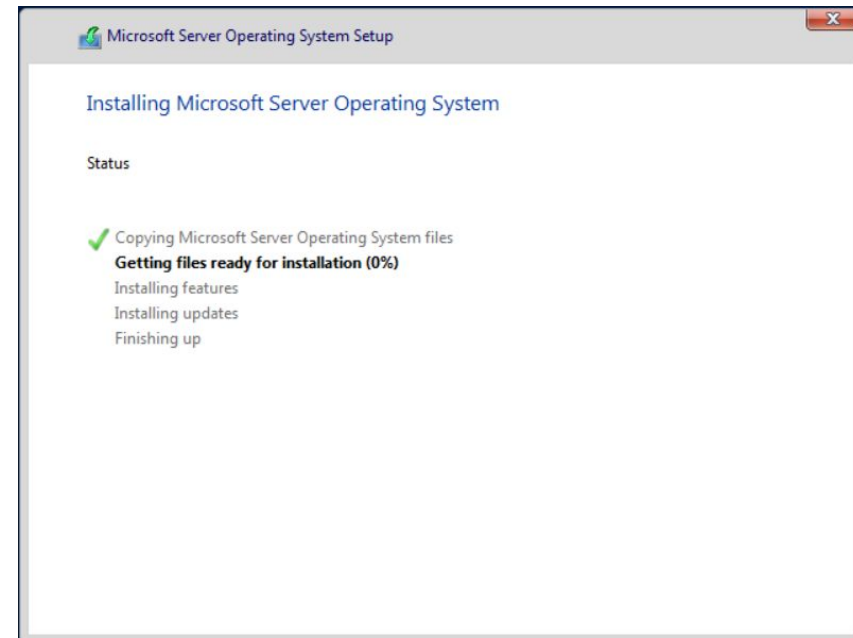 Microsoft Server Operating System Setup
Installing Microsoft Server Operating System
Status
Copying Microsoft Server Operating System files
Getting files ready for installation (0%)
Installing features
Installing updates
Finishing up